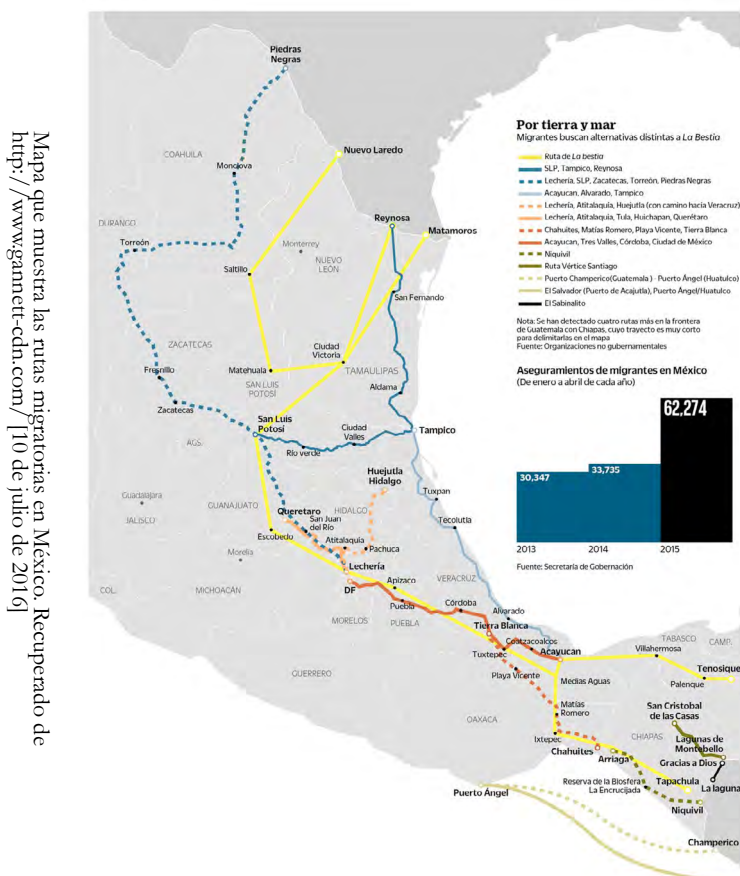 Mapa que muestra las rutas migratorias en México. Recuperado de
http://www.gannett-cdn.com/ [10 de julio de 2016]
Por tierra y mar
Migrantes buscan alternativas distintas a La Bestia
Ruta de La bestia
SLP, Tampico, Reynosa
Lechería, SLP, Zacatecas, Torreón, Piedras Negras
Acayucan, Alvarado, Tampico
Lechería, Atitalaquia, Huejutla (con camino hacia Veracruz)
Lechería, Atitalaquia, Tula, Huichapan, Querétaro
Chahuites, Matías Romero, Playa Vicente, Tierra Blanca
Acayucan, Tres Valles, Córdoba, Ciudad de México
Niquivil
Ruta Vértice Santiago
Puerto Champerico(Guatemala) - Puerto Ángel (Huatulco)
El Salvador (Puerto de Acajutla), Puerto Ángel/Huatulco
El Sabinalito
Nota: Se han detectado cuatro rutas más en la frontera
de Guatemala con Chiapas, cuyo trayecto es muy corto
para delimitarlas en el mapa
Fuente: Organizaciones no gubernamentales
Aseguramientos de migrantes en México
(De enero a abril de cada año)
62,274
33,735
30,347
2013
2014
2015
Fuente: Secretaría de Gobernación
Piedras
Negras
COAHUILA
Monclova
Nuevo Laredo
DURANGO
Torreón
Reynosa
Matamoros
Monterrey
NUEVO
LEÓN
Saltillo
San Fernando
ZACATECAS
Ciudad
Victoria
Fresnillo
Matehuala
TAMAULIPAS
SAN LUIS
POTOSÍ
Aldama
Zacatecas
San Luis
Potosí
Ciudad
Valles
Tampico
AGS.
Río verde
Huejutla
Hidalgo
Guadalajara
Tuxpan
JALISCO
GUANAJUATO
Queretaro
HIDALGO
San Juan
del Río
Tecolutla
Escobedo
Atitalaquia
Pachuca
Morelia
Lechería
COL.
MICHOACÁN
DF
Apizaco
VERACRUZ
Puebla
Córdoba
Alvarado
MORELOS
PUEBLA
Tierra Blanca
Coatzacoalcos
Acayucan
TABASCO
CAMP.
Villahermosa
Tuxtepec
Tenosique
Playa Vicente
Medias Aguas
Palenque
GUERRERO
San Cristobal
de las Casas
Matías
Romero
OAXACA
CHIAPAS
Lagunas de
Montebello
Ixtepec
Chahuites
Arriaga
Gracias a Dios
Reserva de la Biosfera
La Encrucijada
Tapachula
La laguna
Puerto Ángel
Niquivil
Champerico